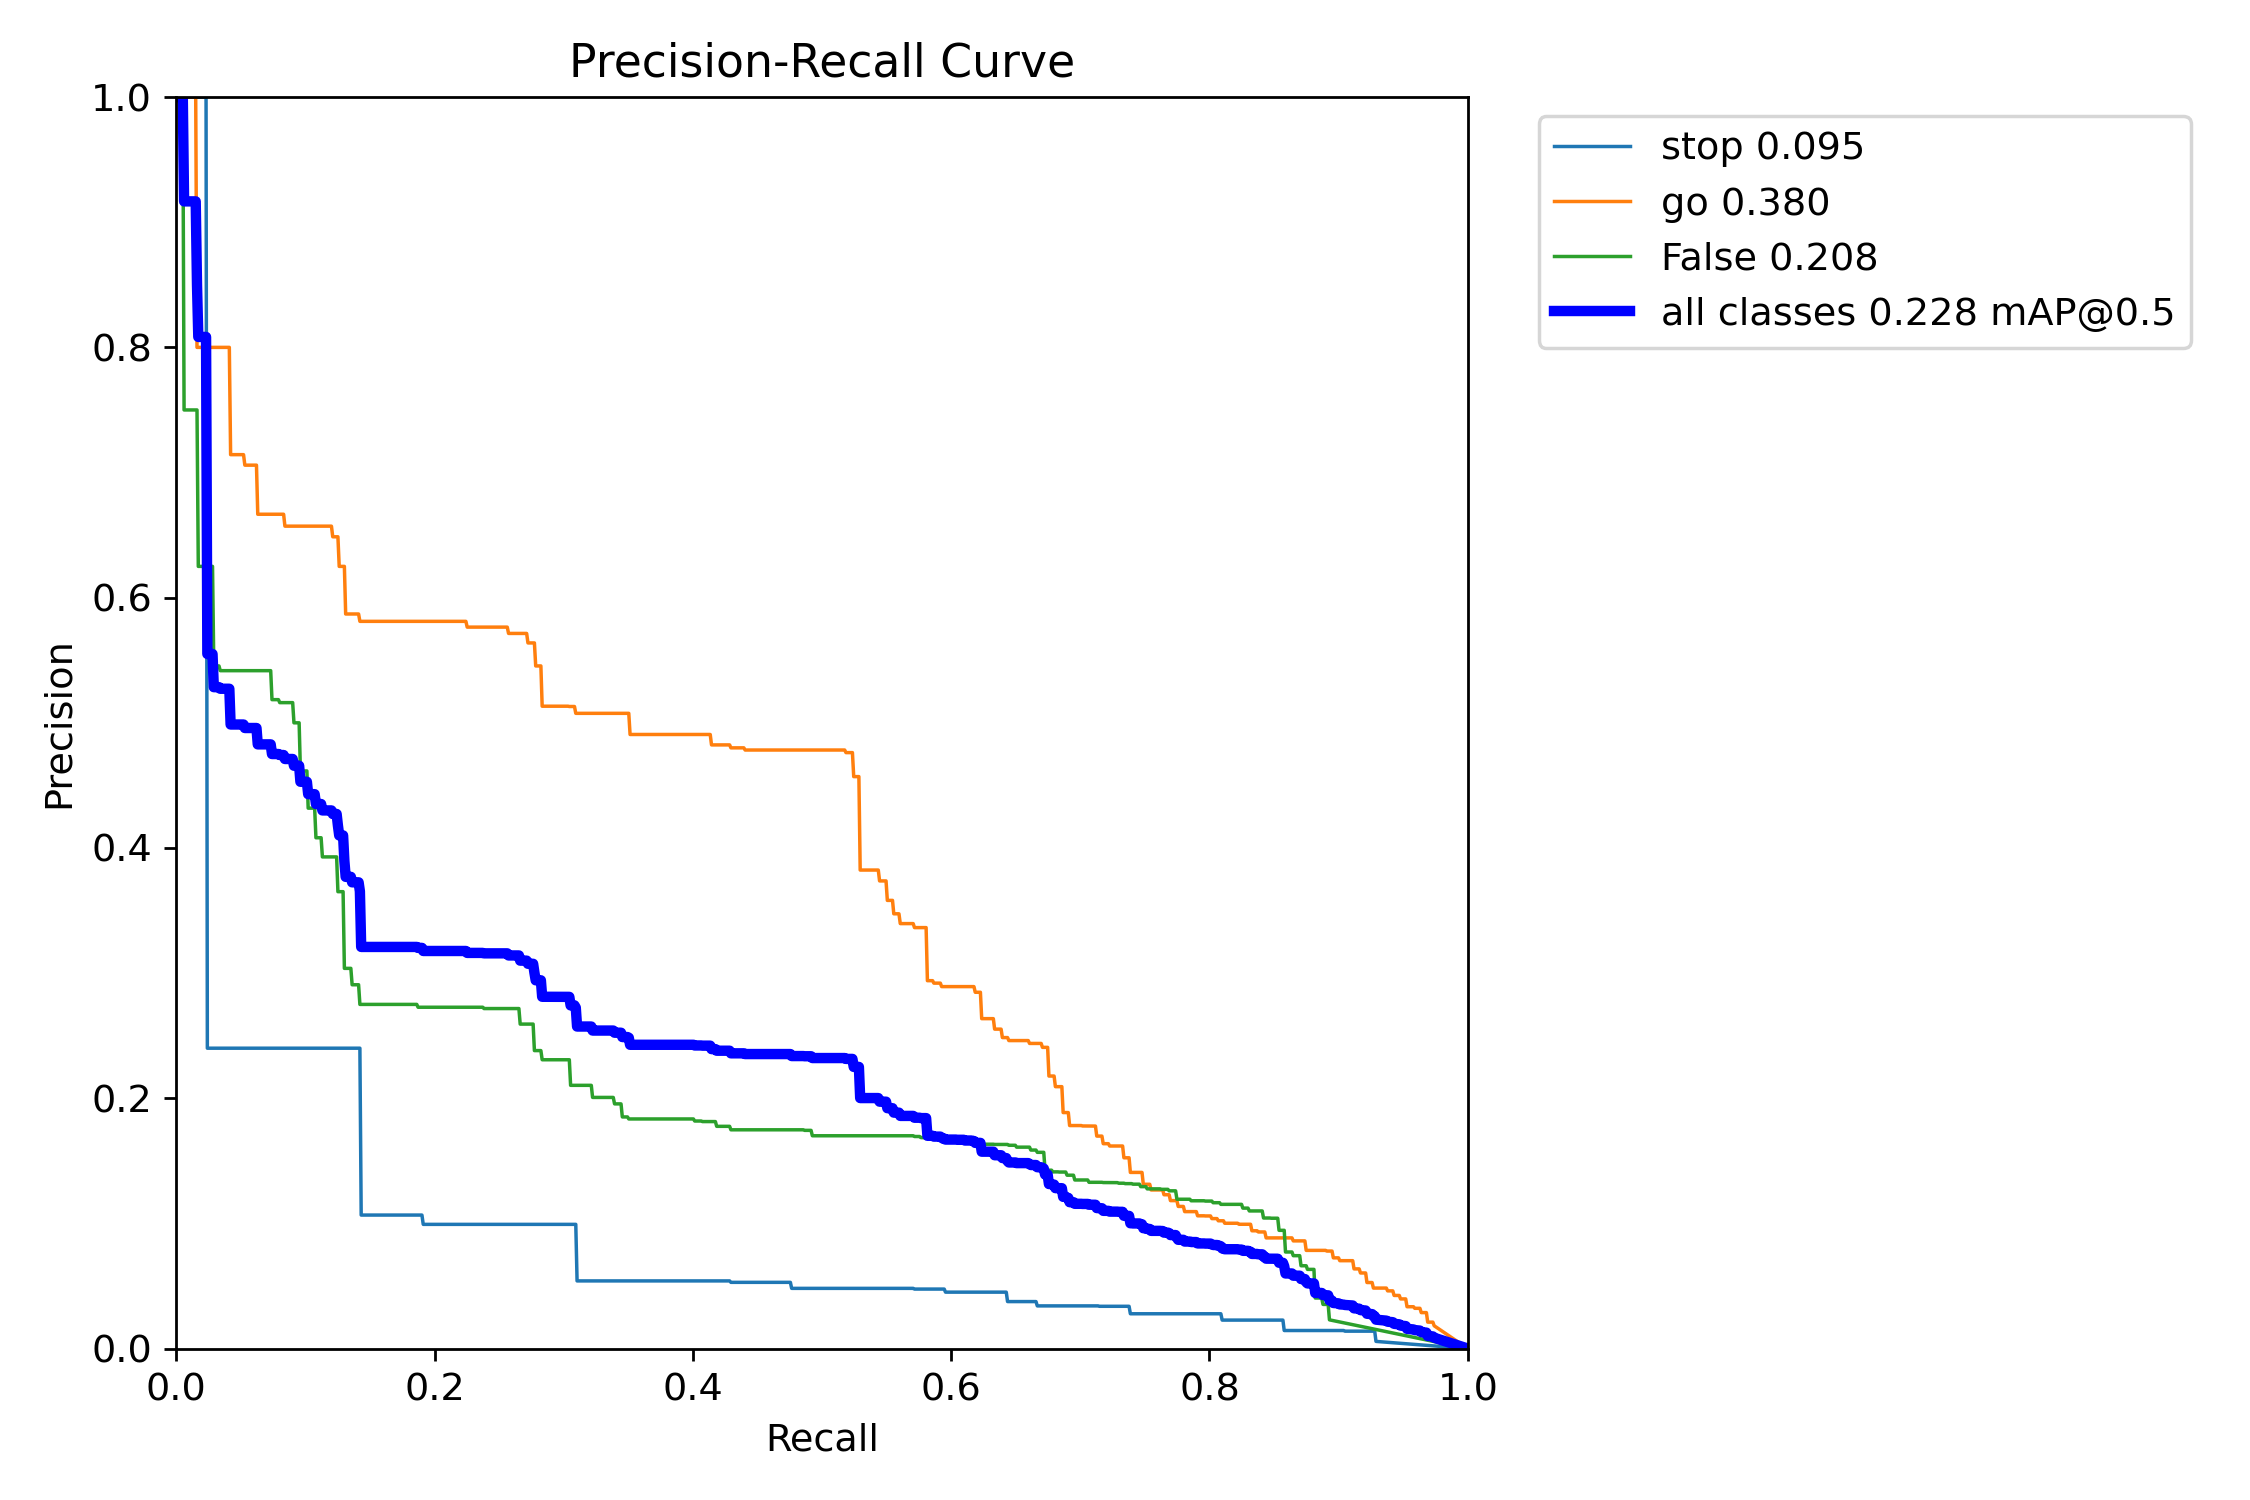 Precision-Recall Curve
1.0
0.8
0.6
0.4
0.2
0.0
Precision
0.0 0.2 0.4 0.6 0.8 1.0
Recall
stop 0.095
go 0.380
False 0.208
all classes 0.228 mAP@0.5